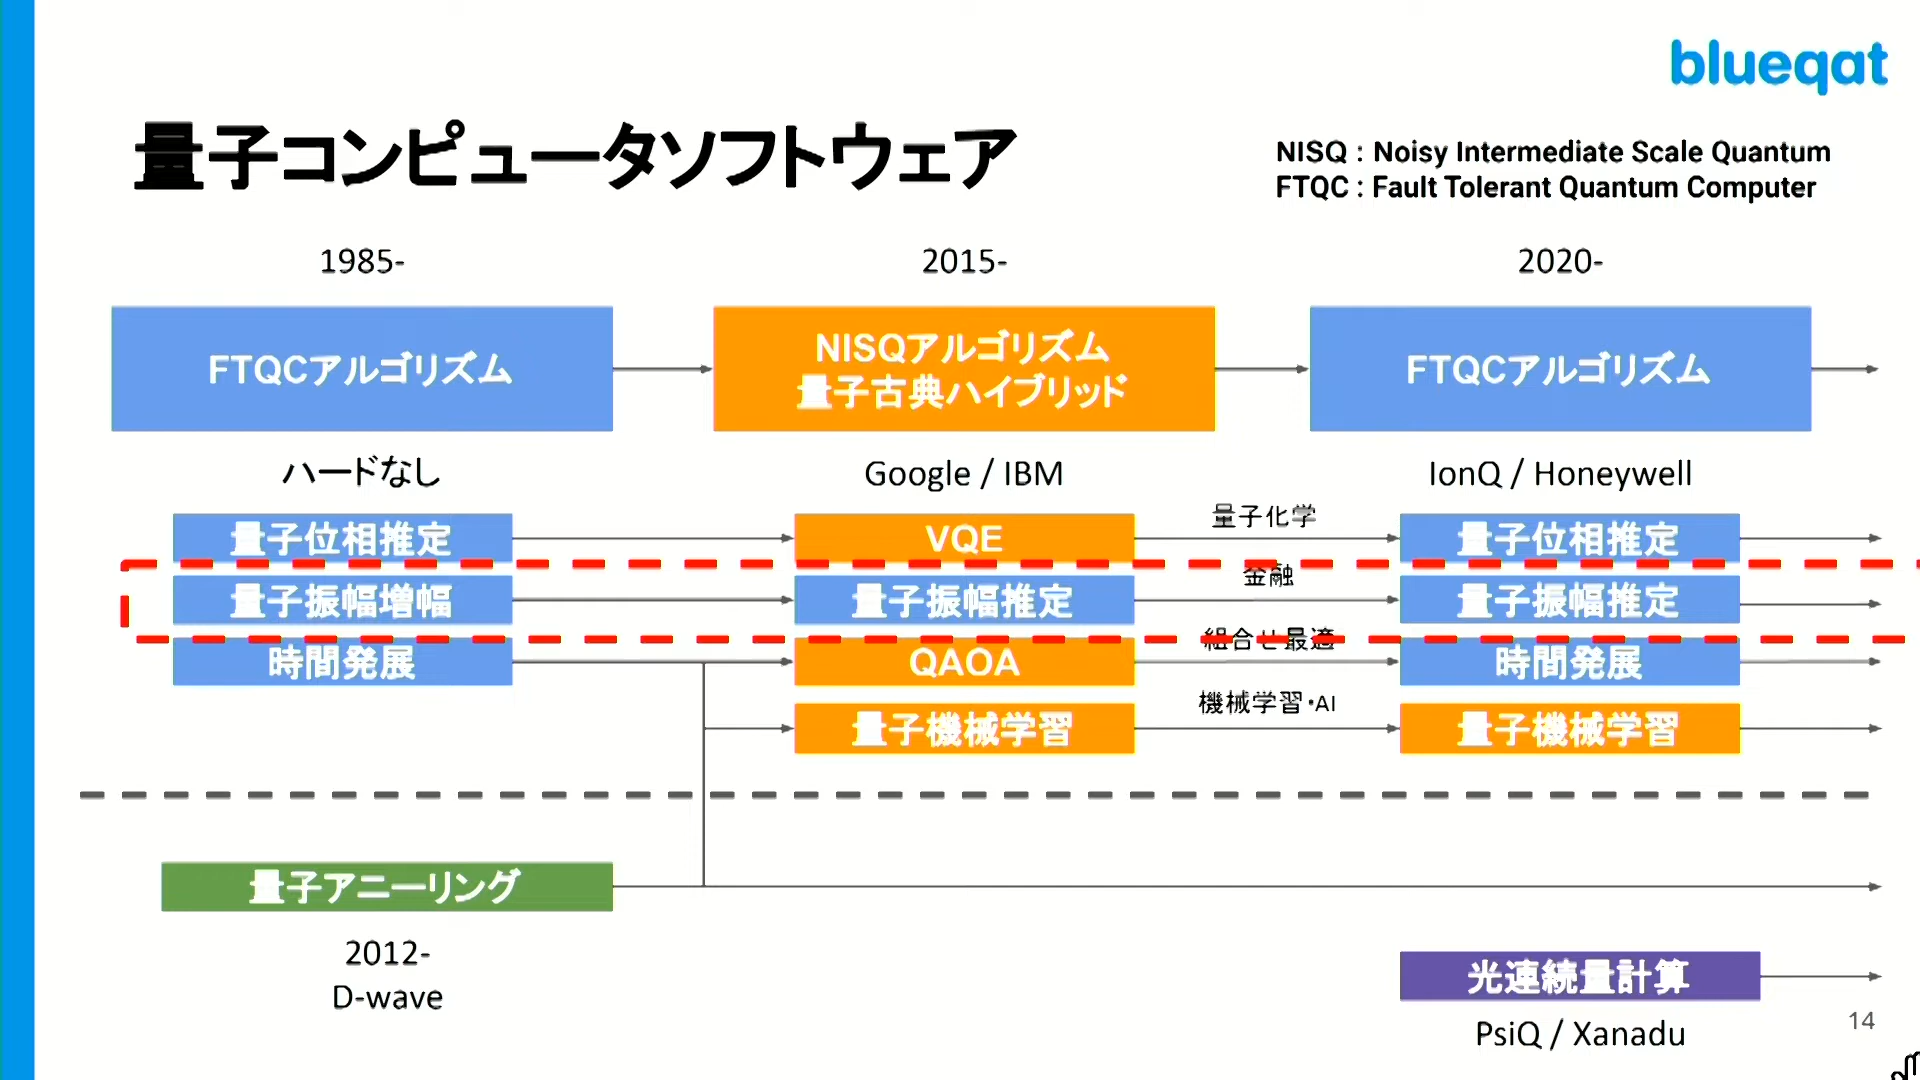 blueqat
量子コンピュータソフトウェア
NISQ : Noisy Intermediate Scale Quantum
FTQC : Fault Tolerant Quantum Computer
1985-
2015-
2020-
FTQCアルゴリズム
NISQアルゴリズム
量子古典ハイブリッド
FTQCアルゴリズム
ハードなし
Google / IBM
IonQ / Honeywell
量子位相推定
VQE
量子化学
量子位相推定
量子振幅増幅
量子振幅推定
金融
量子振幅推定
時間発展
QAOA
組合せ最適
時間発展
量子機械学習
機械学習・AI
量子機械学習
量子アニーリング
2012-
D-wave
光連続量計算
PsiQ / Xanadu
14